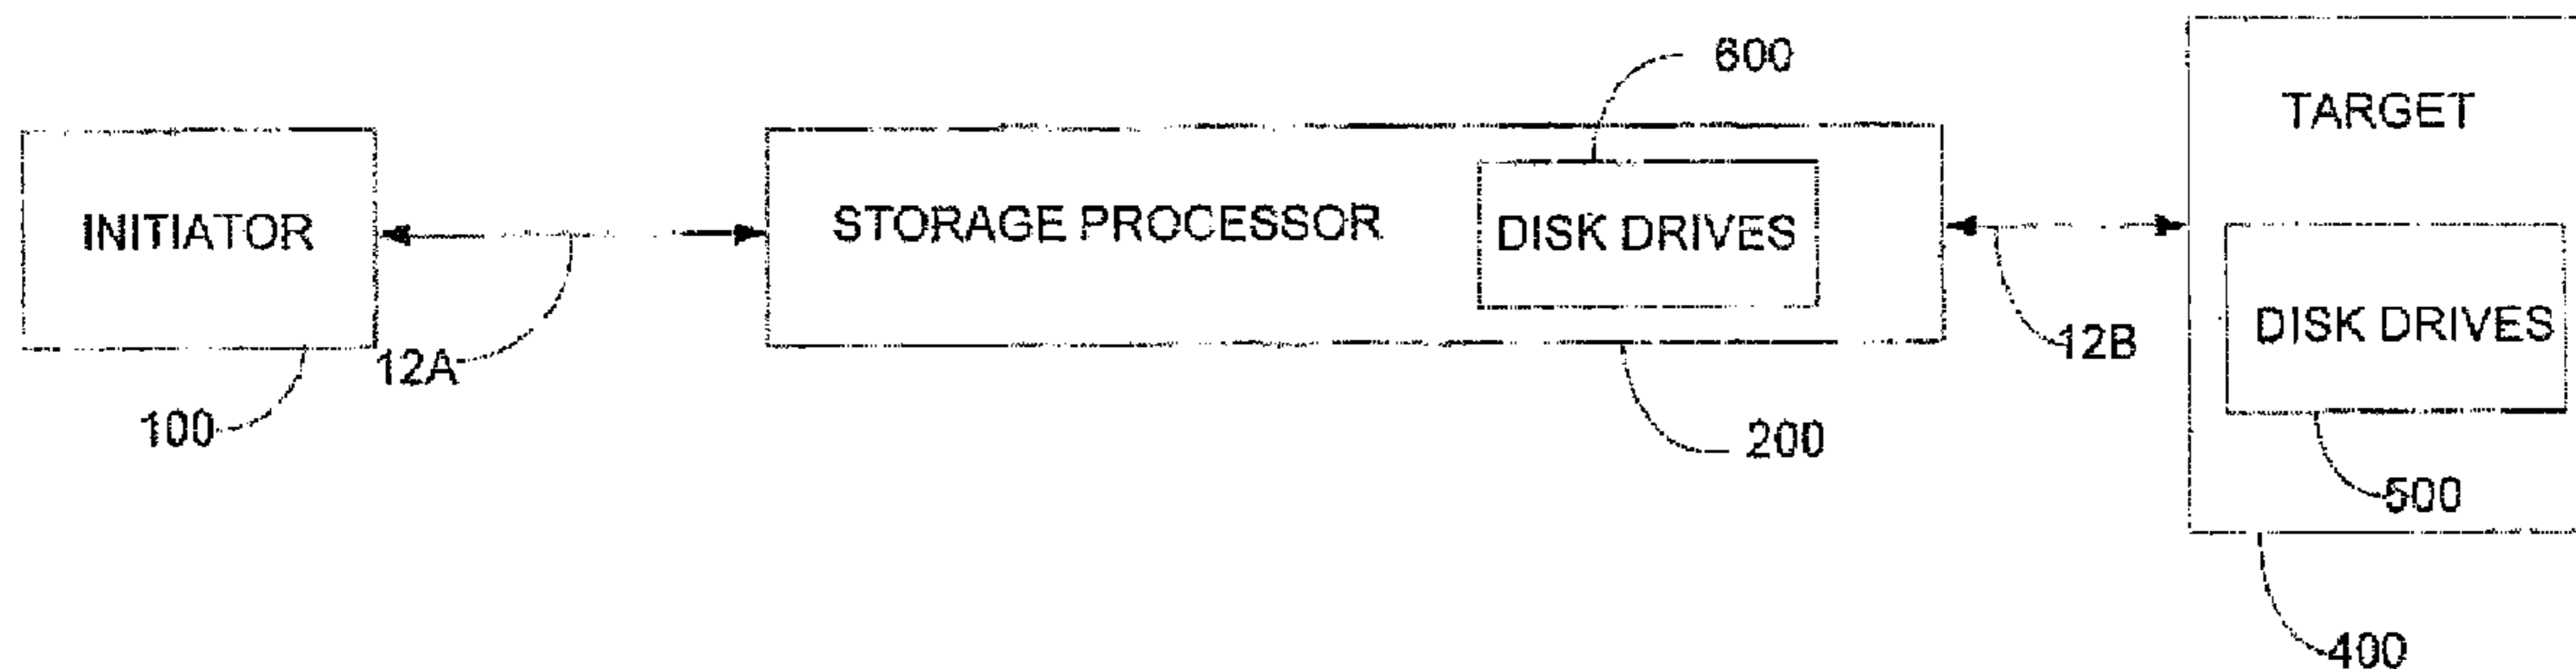 600
TARGET
INITIATOR
STORAGE PROCESSOR
DISK DRIVES
DISK DRIVES
12A
12B
100
200
500
400